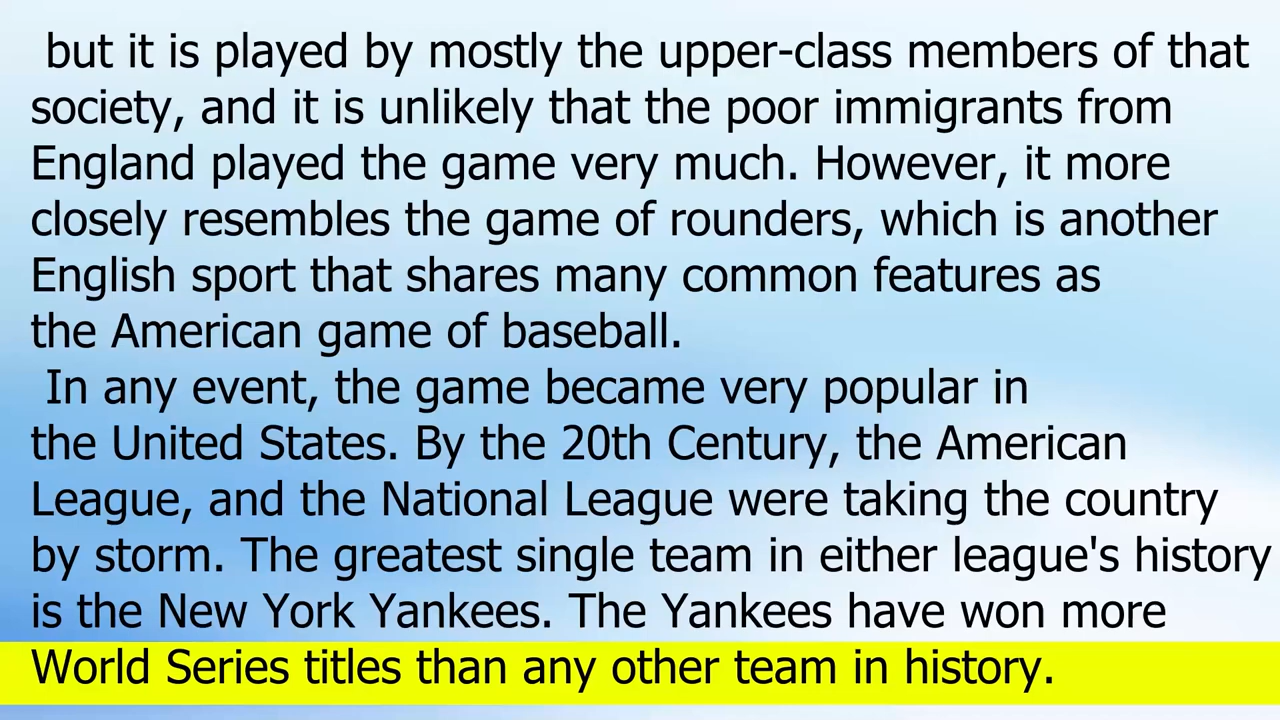 but it is played by mostly the upper-class members of that
society, and it is unlikely that the poor immigrants from
England played the game very much. However, it more
closely resembles the game of rounders, which is another
English sport that shares many common features as
the American game of baseball.
In any event, the game became very popular in
the United States. By the 20th Century, the American
League, and the National League were taking the country
by storm. The greatest single team in either league's history
is the New York Yankees. The Yankees have won more
World Series titles than any other team in history.